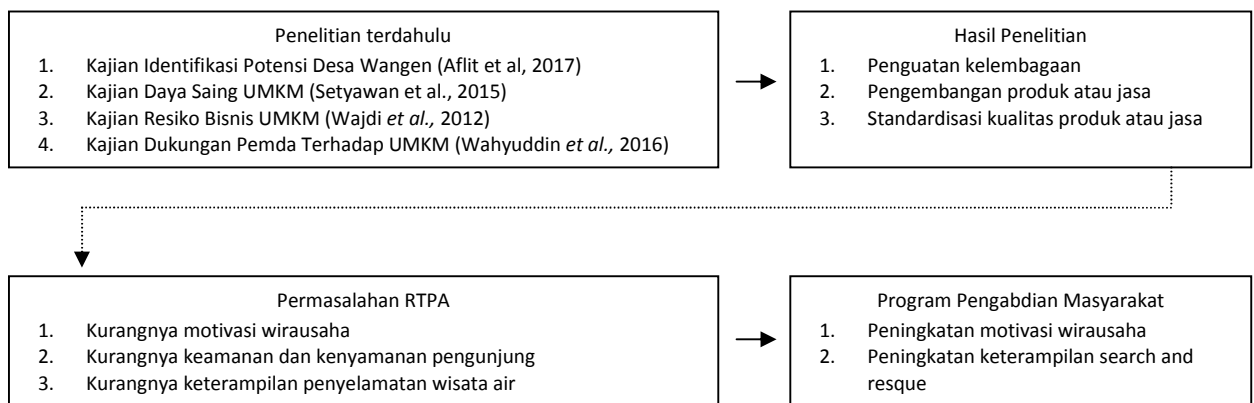 Penelitian terdahulu
1. Kajian Identifikasi Potensi Desa Wangen (Aflit et al, 2017)
2. Kajian Daya Saing UMKM (Setyawan et al., 2015)
3. Kajian Resiko Bisnis UMKM (Wajdi et al., 2012)
4. Kajian Dukungan Pemda Terhadap UMKM (Wahyuddin et al., 2016)
Hasil Penelitian
1. Penguatan kelembagaan
2. Pengembangan produk atau jasa
3. Standardisasi kualitas produk atau jasa
Permasalahan RTPA
1. Kurangnya motivasi wirausaha
2. Kurangnya keamanan dan kenyamanan pengunjung
3. Kurangnya keterampilan penyelamatan wisata air
Program Pengabdian Masyarakat
1. Peningkatan motivasi wirausaha
2. Peningkatan keterampilan search and
resque